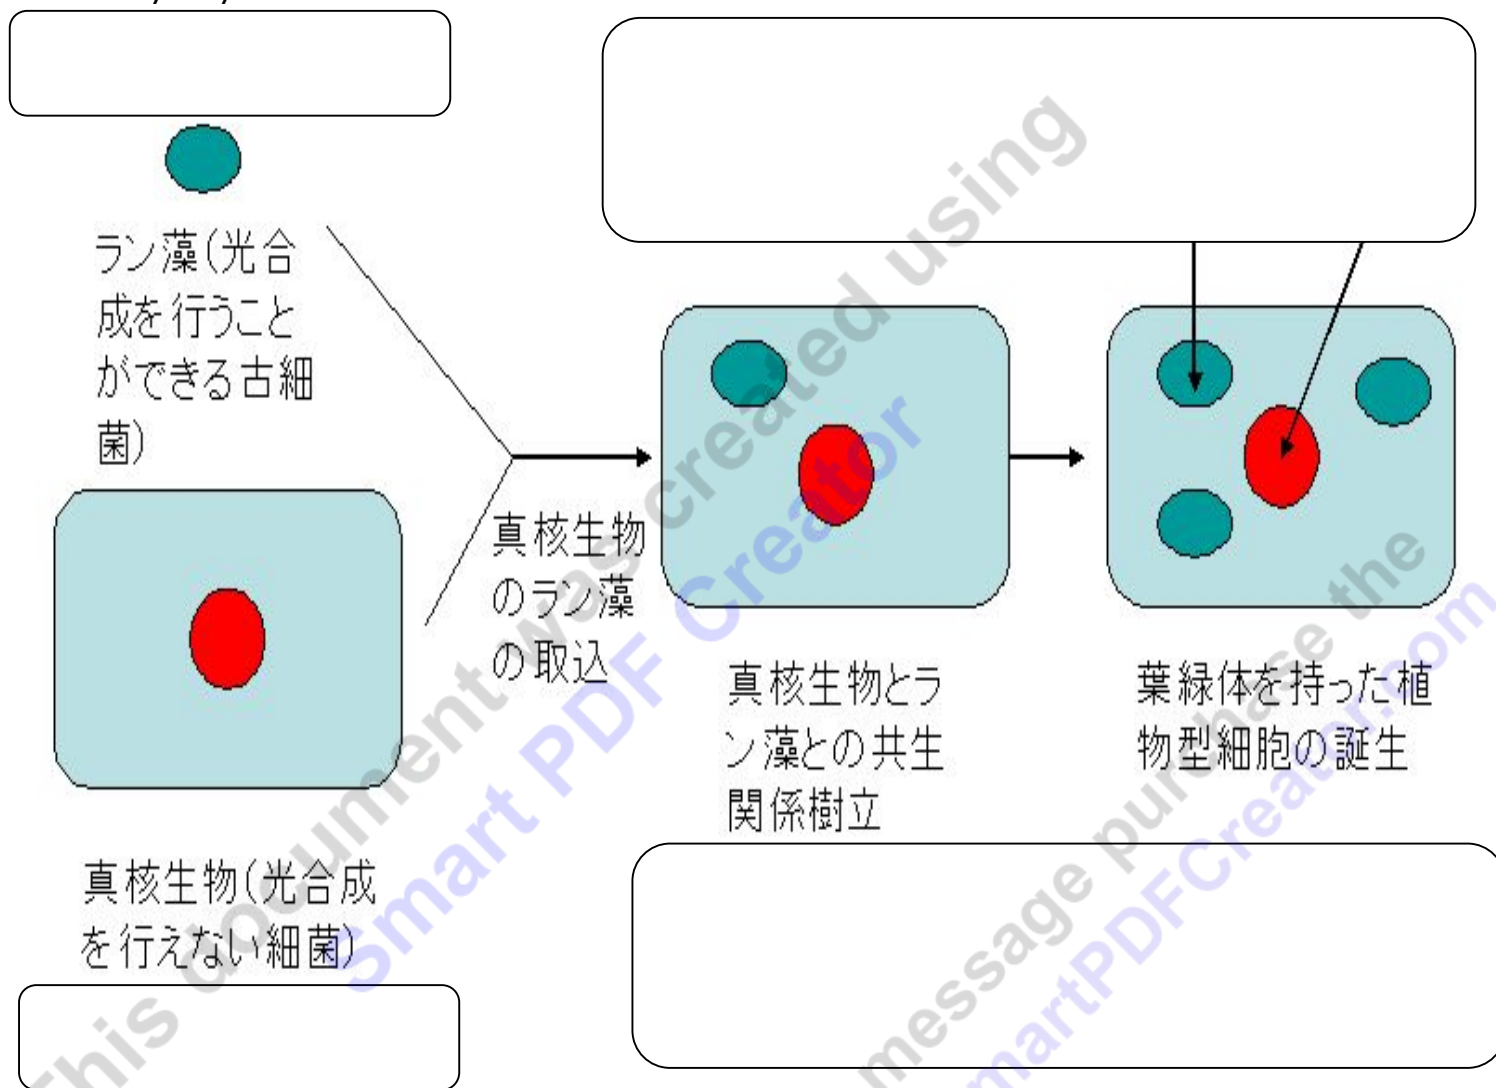 ラン藻(光合
成を行うこと
ができる古細
菌)
真核生物
のラン藻
の取込
真核生物とラ
ン藻との共生
関係樹立
葉緑体を持った植
物型細胞の誕生
真核生物(光合成
を行えない細菌)
This document was created using
Smart PDF Creator
message purchase the
martPDFCreator.com